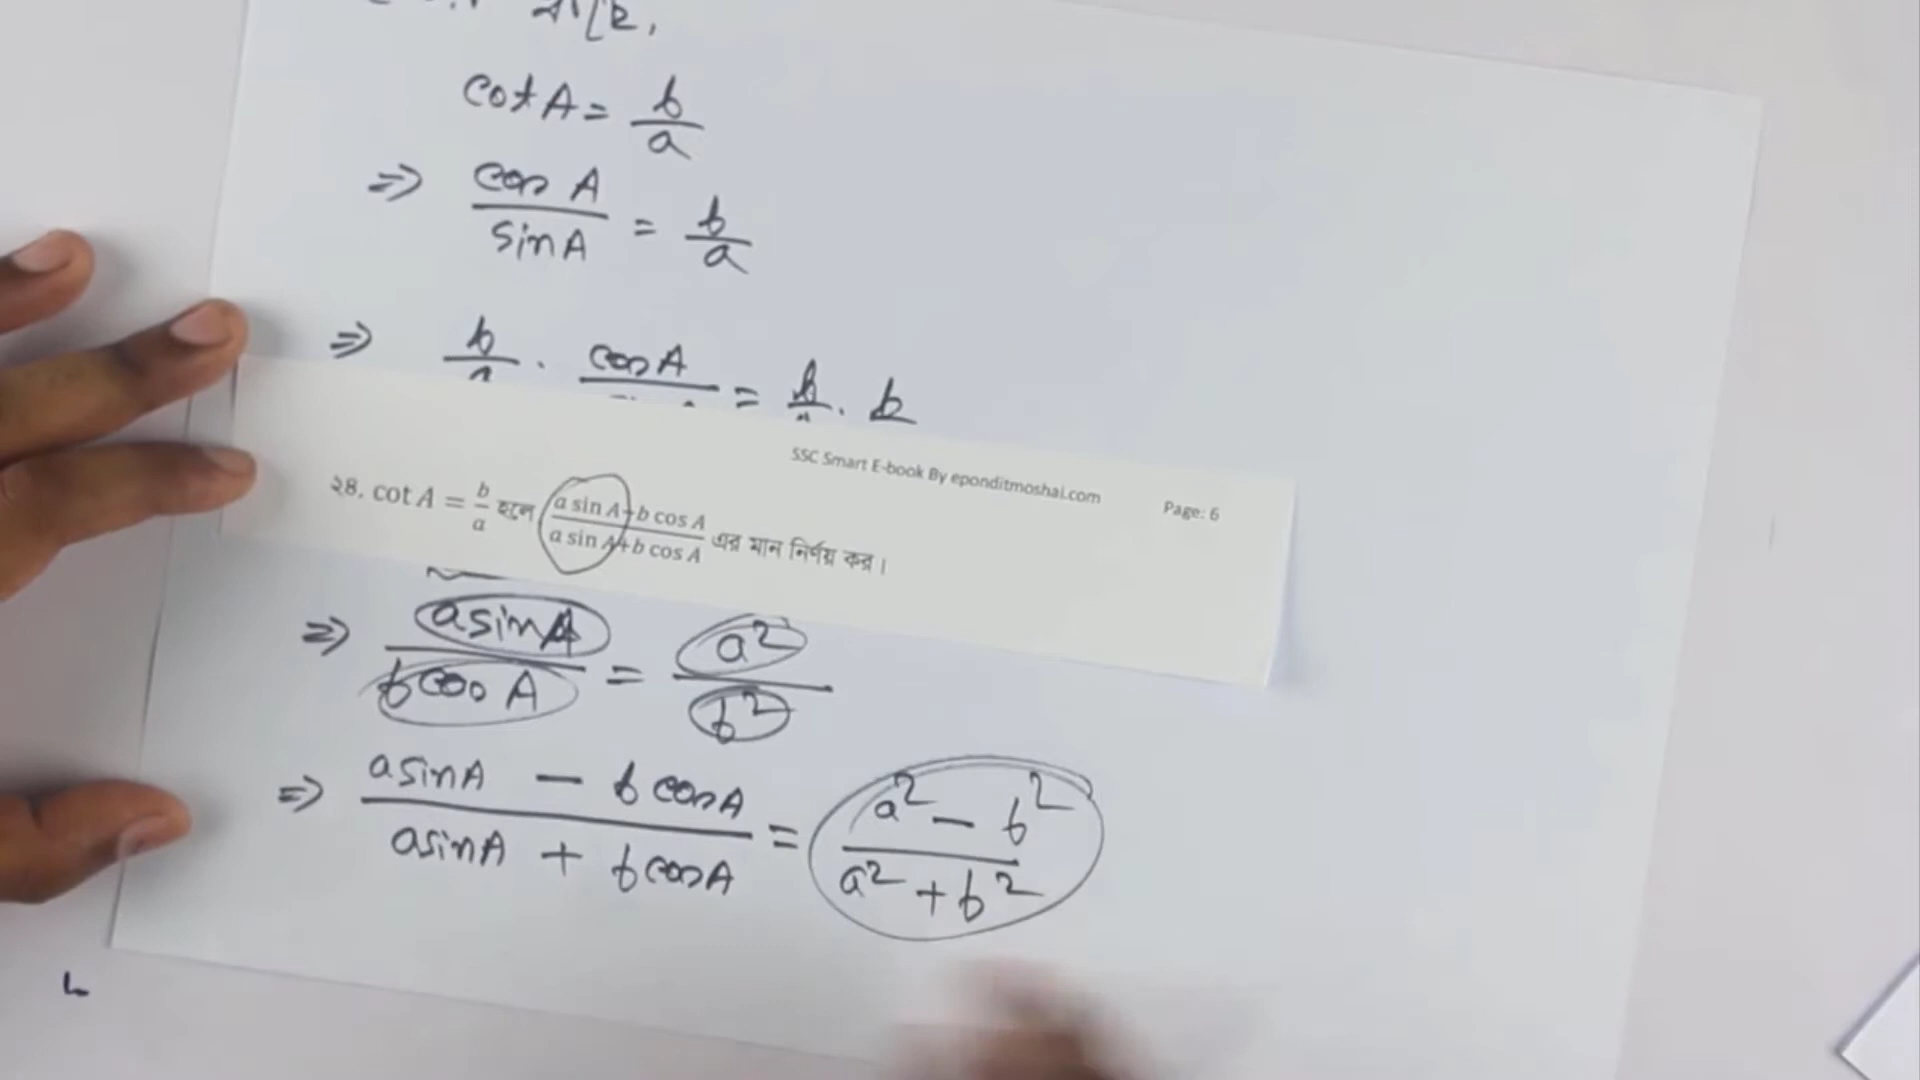 cot A = b/a
⇒ cos A / sin A = b/a
⇒ b/a · cos A / = b/a · b
SSC Smart E-book By eponditmoshai.com Page: 6
২৪. cot A = b/a হলে, (a sin A - b cos A)/(a sin A + b cos A) এর মান নির্ণয় কর।
⇒ a sin A / b cos A = a² / b²
⇒ (a sin A − b cos A) / (a sin A + b cos A) = (a² − b²) / (a² + b²)